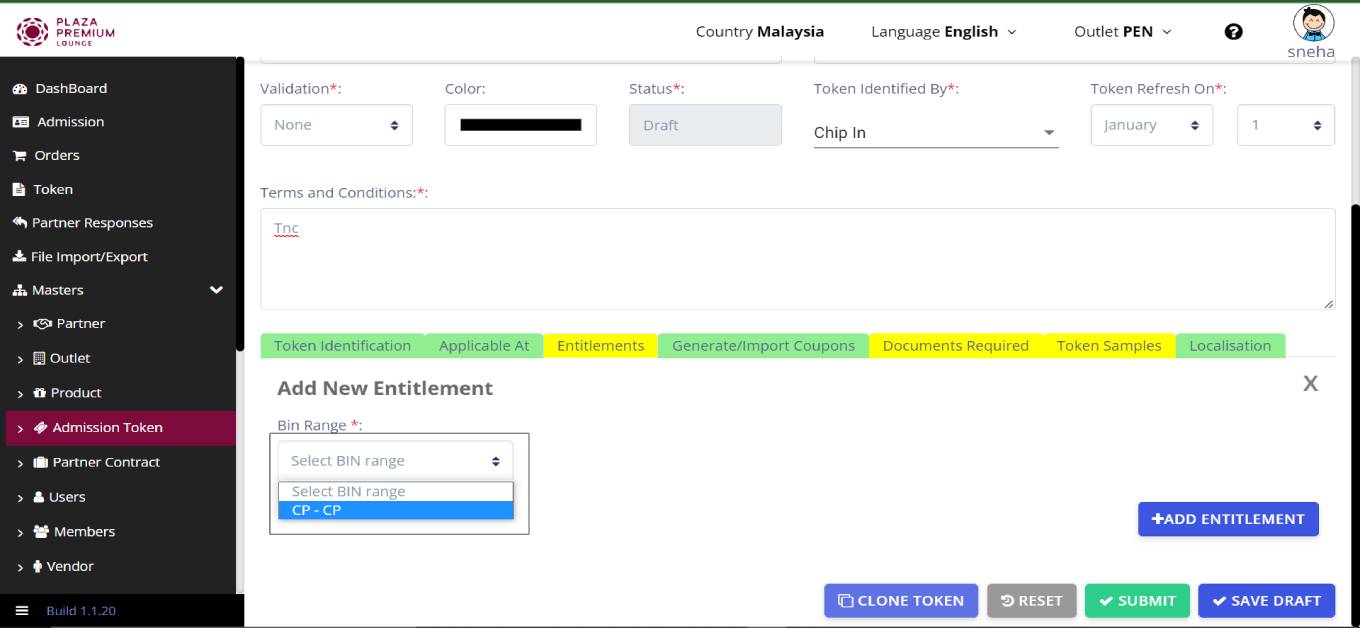 PLAZA
PREMIUM
LOUNGE
Country Malaysia
Language English
Outlet PEN
sneha
DashBoard
Admission
Orders
Token
Partner Responses
File Import/Export
Masters
Partner
Outlet
Product
Admission Token
Partner Contract
Users
Members
Vendor
Build 1.1.20
Validation*: Color: Status*: Token Identified By*: Token Refresh On*:
None Draft Chip In January 1
Terms and Conditions:*:
Tnc
Token Identification Applicable At Entitlements Generate/Import Coupons Documents Required Token Samples Localisation
Add New Entitlement X
Bin Range *:
Select BIN range
Select BIN range
CP - CP
+ADD ENTITLEMENT
CLONE TOKEN RESET SUBMIT SAVE DRAFT